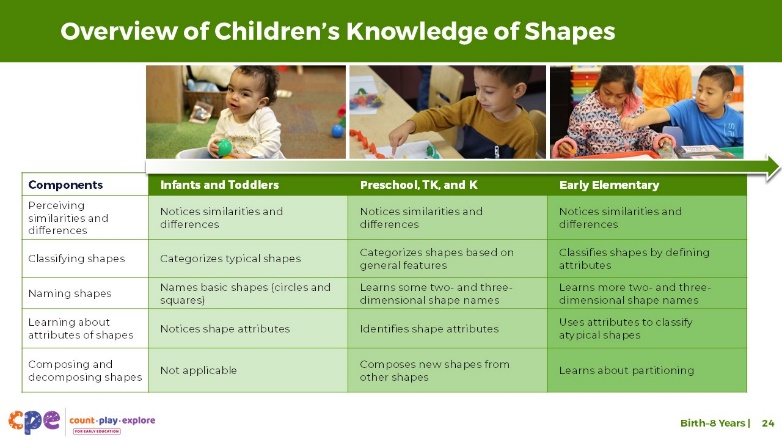 Overview of Children's Knowledge of Shapes
Components
Infants and Toddlers
Preschool, TK, and K
Early Elementary
Perceiving
similarities and
differences
Notices similarities and
differences
Notices similarities and
differences
Notices similarities and
differences
Classifying shapes
Categorizes typical shapes
Categorizes shapes based on
general features
Classifies shapes by defining
attributes
Naming shapes
Names basic shapes (circles and
squares)
Learns some two- and three-
dimensional shape names
Learns more two- and three-
dimensional shape names
Learning about
attributes of shapes
Notices shape attributes
Identifies shape attributes
Uses attributes to classify
atypical shapes
Composing and
decomposing shapes
Not applicable
Composes new shapes from
other shapes
Learns about partitioning
cpe
count·play·explore
FOR EARLY EDUCATION
Birth–8 Years | 24